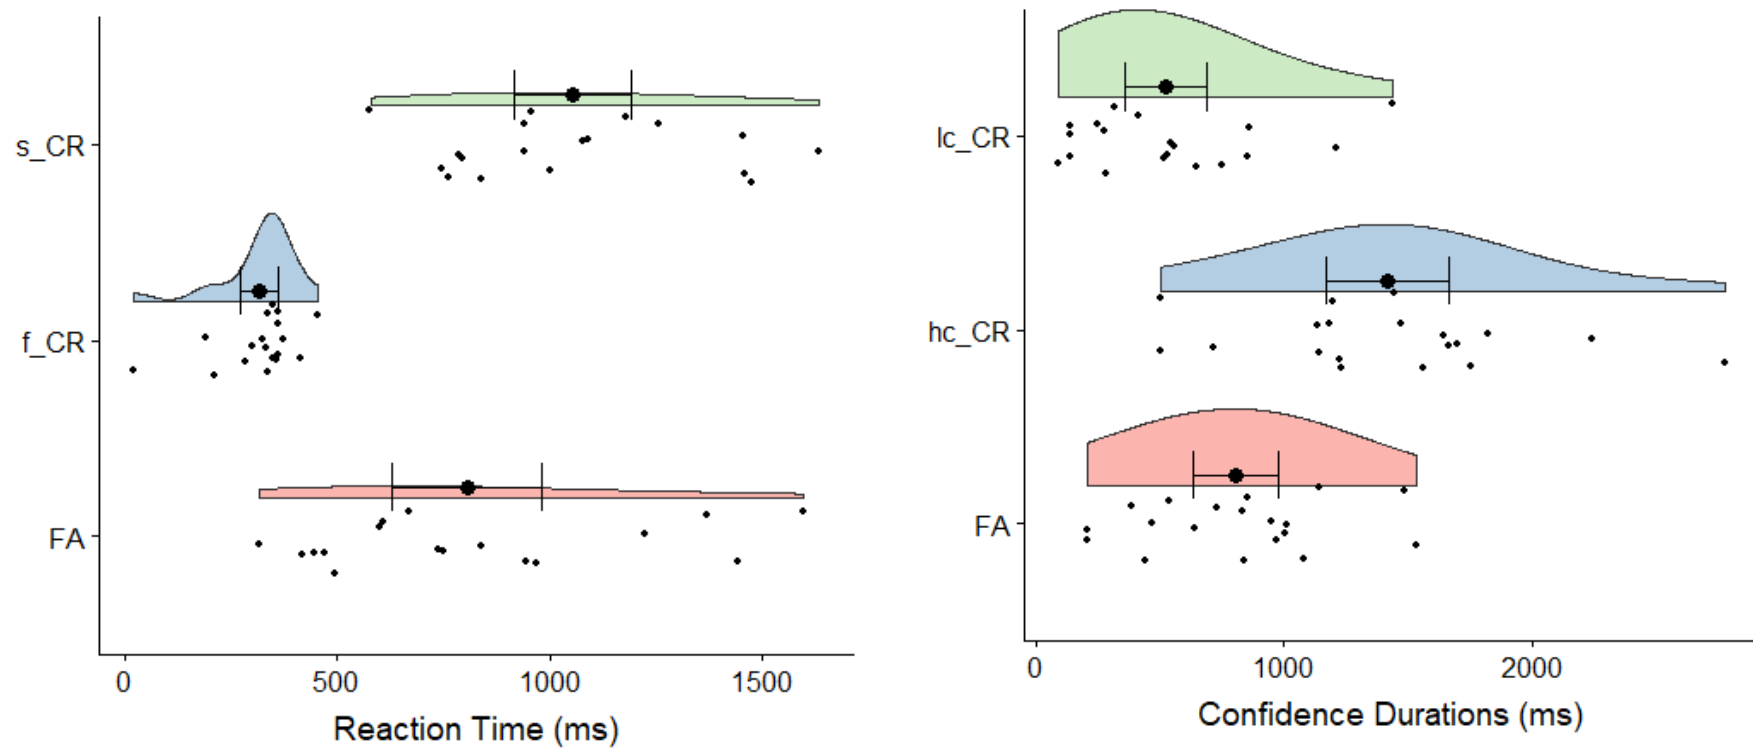 s_CR
f_CR
FA
0 500 1000 1500
Reaction Time (ms)
lc_CR
hc_CR
FA
0 1000 2000
Confidence Durations (ms)